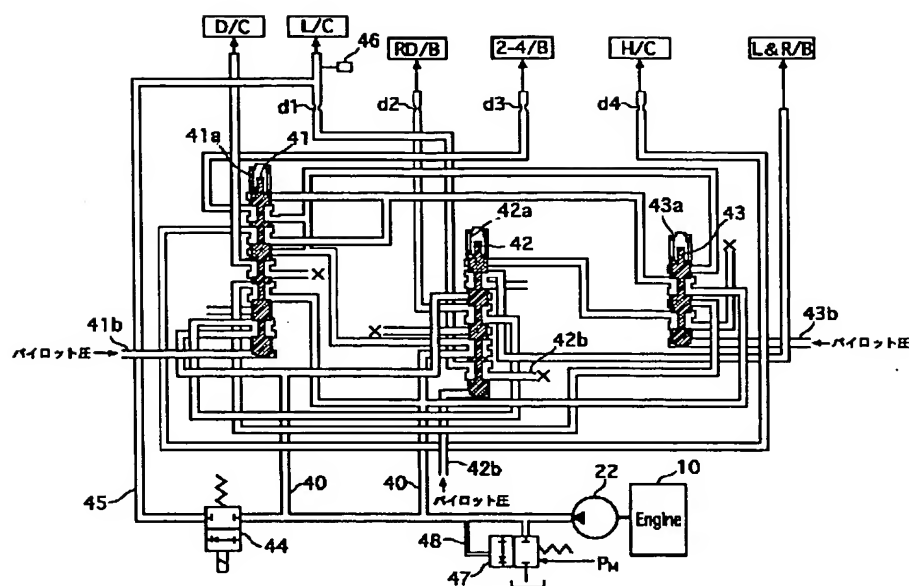 D/C
L/C
46
RD/B
2-4/B
H/C
L&R/B
d1
d2
d3
d4
41a
41
42a
42
43a
43
41b
パイロット圧
42b
43b
パイロット圧
45
40
40
42b
パイロット圧
22
10
Engine
44
48
47
PM